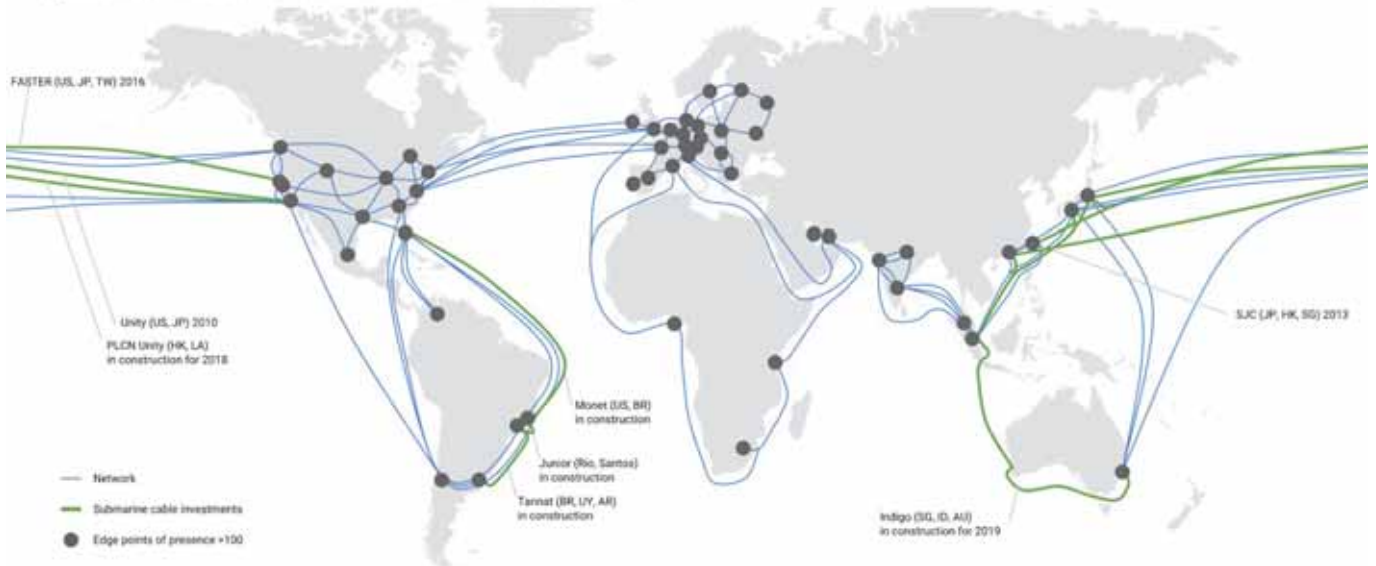 FASTER (US, JP, TW) 2016
Unity (US, JP) 2010
PLCN Unity (HK, LA)
in construction for 2018
SJC (JP, HK, SG) 2013
Monet (US, BR)
in construction
Junior (Rio, Santos)
in construction
Tannat (BR, UY, AR)
in construction
Indigo (SG, ID, AU)
in construction for 2019
Network
Submarine cable investments
Edge points of presence >100